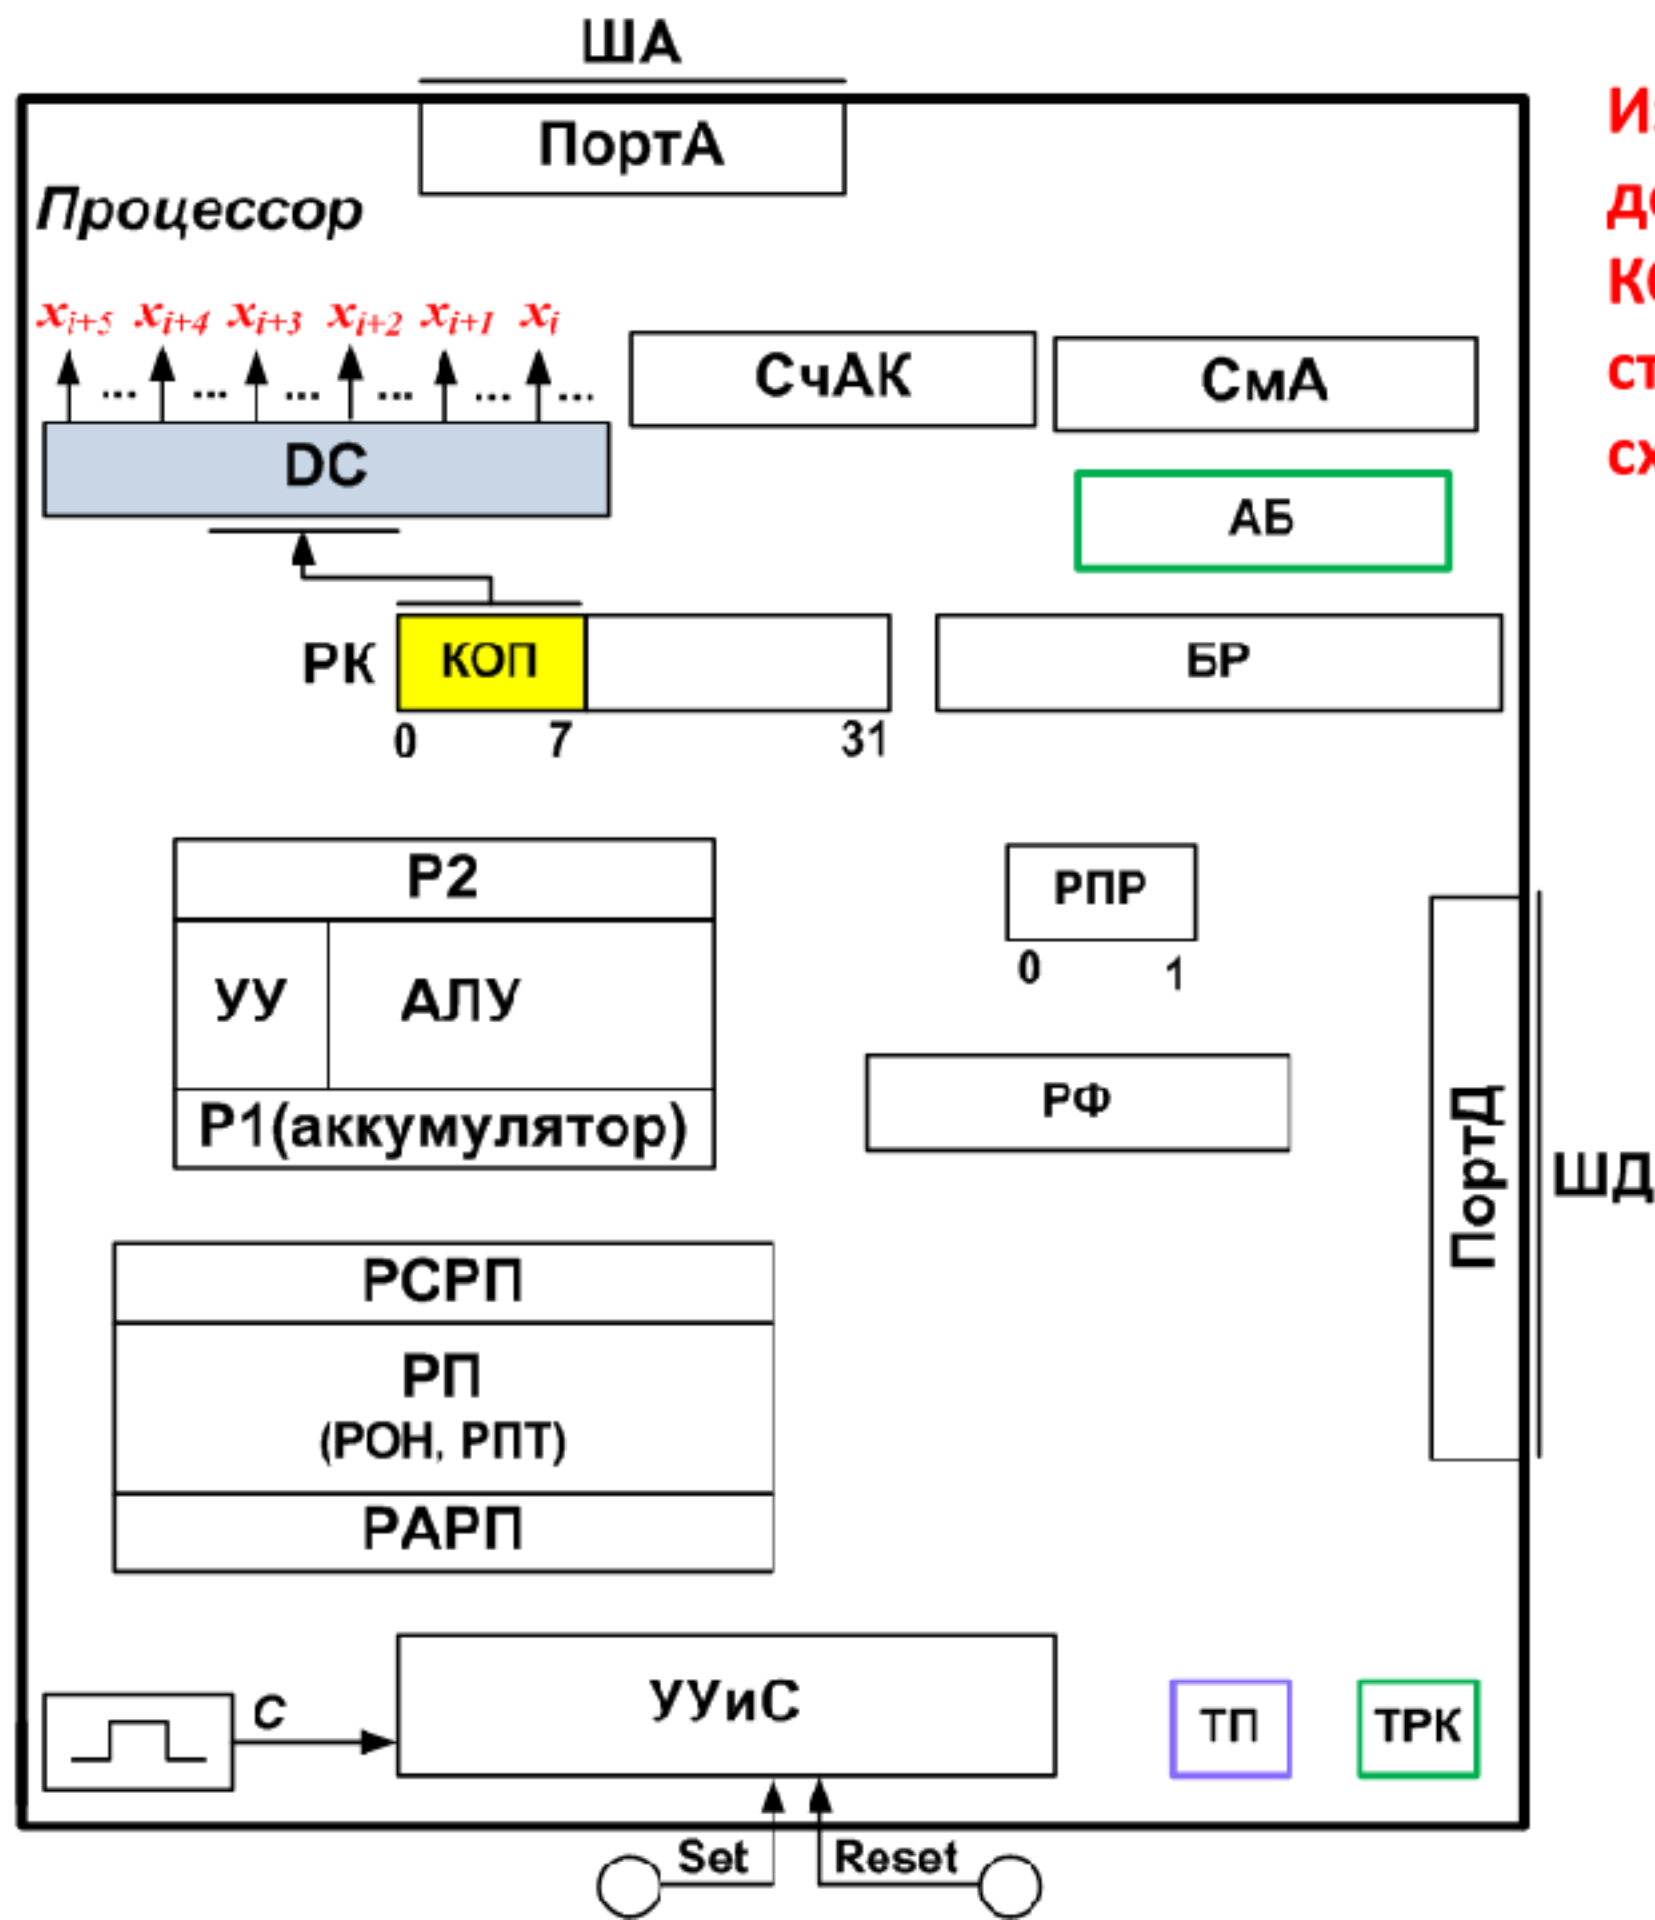 ША
ПортА
Процессор
xi+5 xi+4 xi+3 xi+2 xi+1 xi
... ... ... ... ... ...
СчАК
СмА
DC
АБ
РК
КОП
БР
0 7 31
Р2
РПР
0 1
УУ
АЛУ
Р1(аккумулятор)
РФ
ПортД
ШД
РСРП
РП
(РОН, РПТ)
РАРП
C
УУиС
ТП
ТРК
Set
Reset